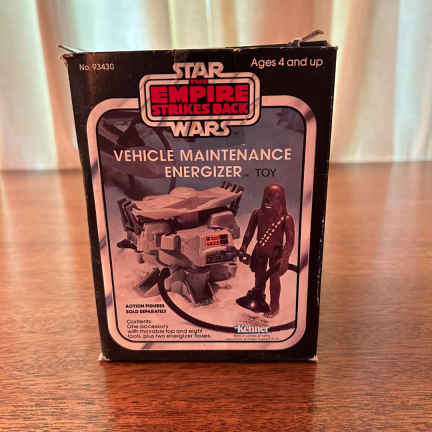 No. 93430
Ages 4 and up
STAR
THE
EMPIRE
STRIKES BACK
WARS
VEHICLE MAINTENANCE
ENERGIZER TOY
ACTION FIGURES
SOLD SEPARATELY
Contents:
One accessory
with movable top and eight
tools, plus two energizer hoses.
Kenner